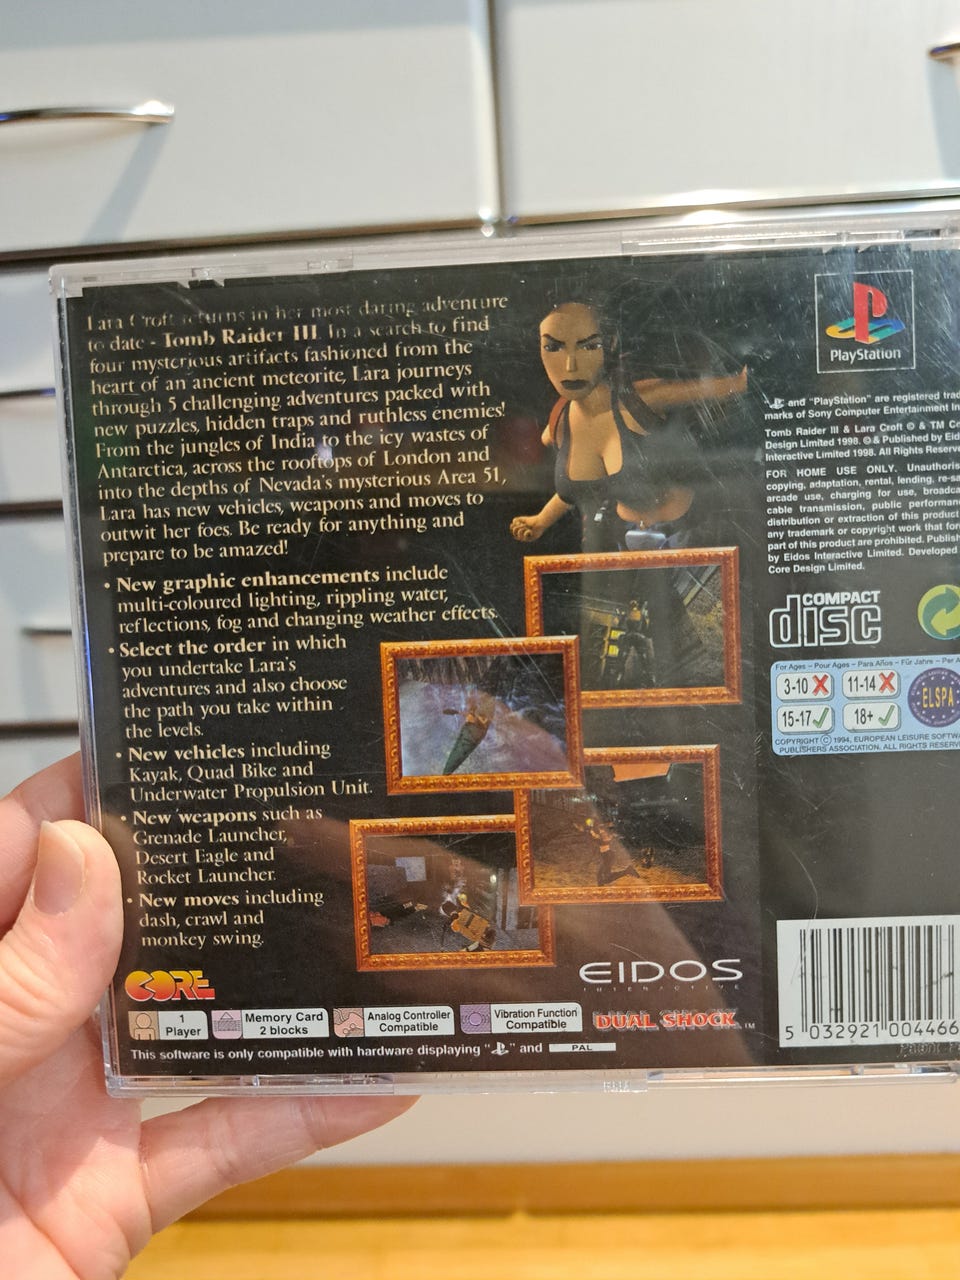 Lara Croft returns in her most daring adventure
to date - Tomb Raider III In a search to find
four mysterious artifacts fashioned from the
heart of an ancient meteorite, Lara journeys
through 5 challenging adventures packed with
new puzzles, hidden traps and ruthless enemies!
From the jungles of India to the icy wastes of
Antarctica, across the rooftops of London and
into the depths of Nevada's mysterious Area 51,
Lara has new vehicles, weapons and moves to
outwit her foes. Be ready for anything and
prepare to be amazed!
• New graphic enhancements include
multi-coloured lighting, rippling water,
reflections, fog and changing weather effects.
• Select the order in which
you undertake Lara's
adventures and also choose
the path you take within
the levels.
• New vehicles including
Kayak, Quad Bike and
Underwater Propulsion Unit.
• New weapons such as
Grenade Launcher,
Desert Eagle and
Rocket Launcher.
• New moves including
dash, crawl and
monkey swing.
CORE
EIDOS
INTERACTIVE
1
Player
Memory Card
2 blocks
Analog Controller
Compatible
Vibration Function
Compatible
DUAL SHOCK™
This software is only compatible with hardware displaying " " and PAL
PlayStation
and "PlayStation" are registered
marks of Sony Computer Entertainment
Tomb Raider III & Lara Croft © & TM
Design Limited 1998. © & Published by
Interactive Limited 1998. All Rights
FOR HOME USE ONLY.
copying, adaptation, rental, lending,
arcade use, charging for use,
cable transmission, public
distribution or extraction of this product
any trademark or copyright work that
part of this product are prohibited.
by Eidos Interactive Limited. Developed
Core Design Limited.
COMPACT
disc
For Ages - Pour Ages - Para Años - Für Jahre - Per
3-10
11-14
15-17
18+
ELSPA
COPYRIGHT © 1994, EUROPEAN LEISURE
PUBLISHERS ASSOCIATION. ALL RIGHTS
5 032921 004466